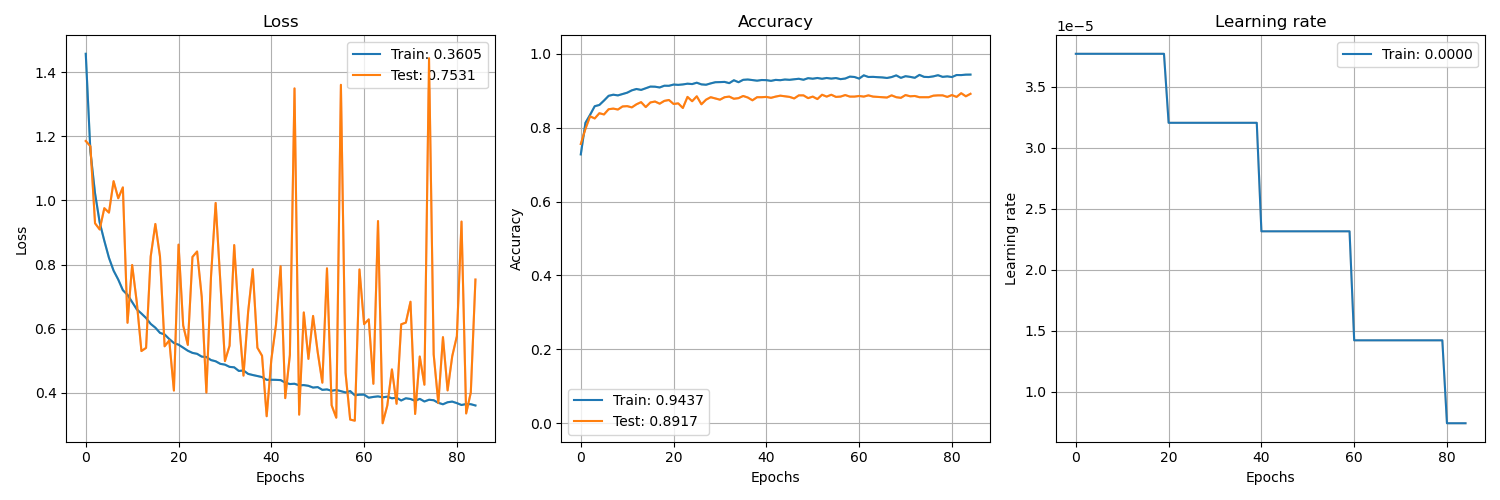 Loss
Train: 0.3605
Test: 0.7531
1.4
1.2
1.0
0.8
0.6
0.4
Loss
0
20
40
60
80
Epochs
Accuracy
1.0
0.8
0.6
0.4
0.2
0.0
Accuracy
Train: 0.9437
Test: 0.8917
0
20
40
60
80
Epochs
Learning rate
1e−5
Train: 0.0000
3.5
3.0
2.5
2.0
1.5
1.0
Learning rate
0
20
40
60
80
Epochs